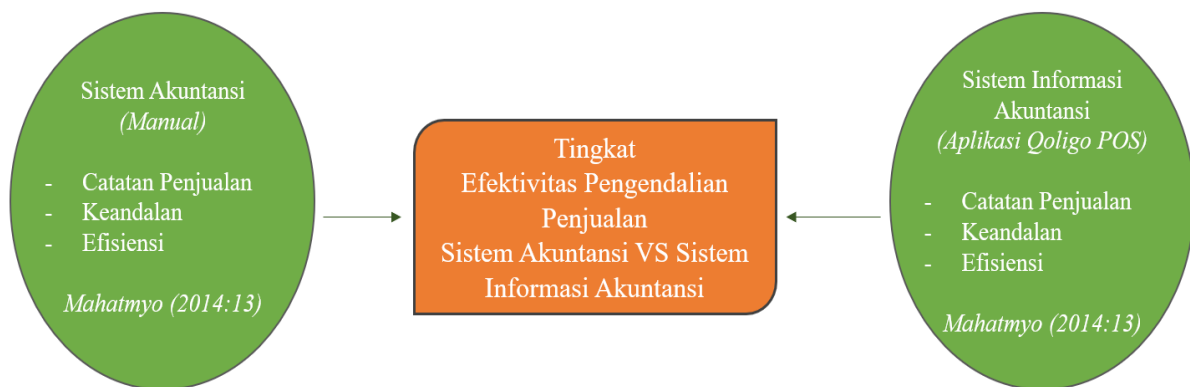 Sistem Akuntansi
(Manual)
- Catatan Penjualan
- Keandalan
- Efisiensi
Mahatmyo (2014:13)
Tingkat
Efektivitas Pengendalian
Penjualan
Sistem Akuntansi VS Sistem
Informasi Akuntansi
Sistem Informasi
Akuntansi
(Aplikasi Qoligo POS)
- Catatan Penjualan
- Keandalan
- Efisiensi
Mahatmyo (2014:13)